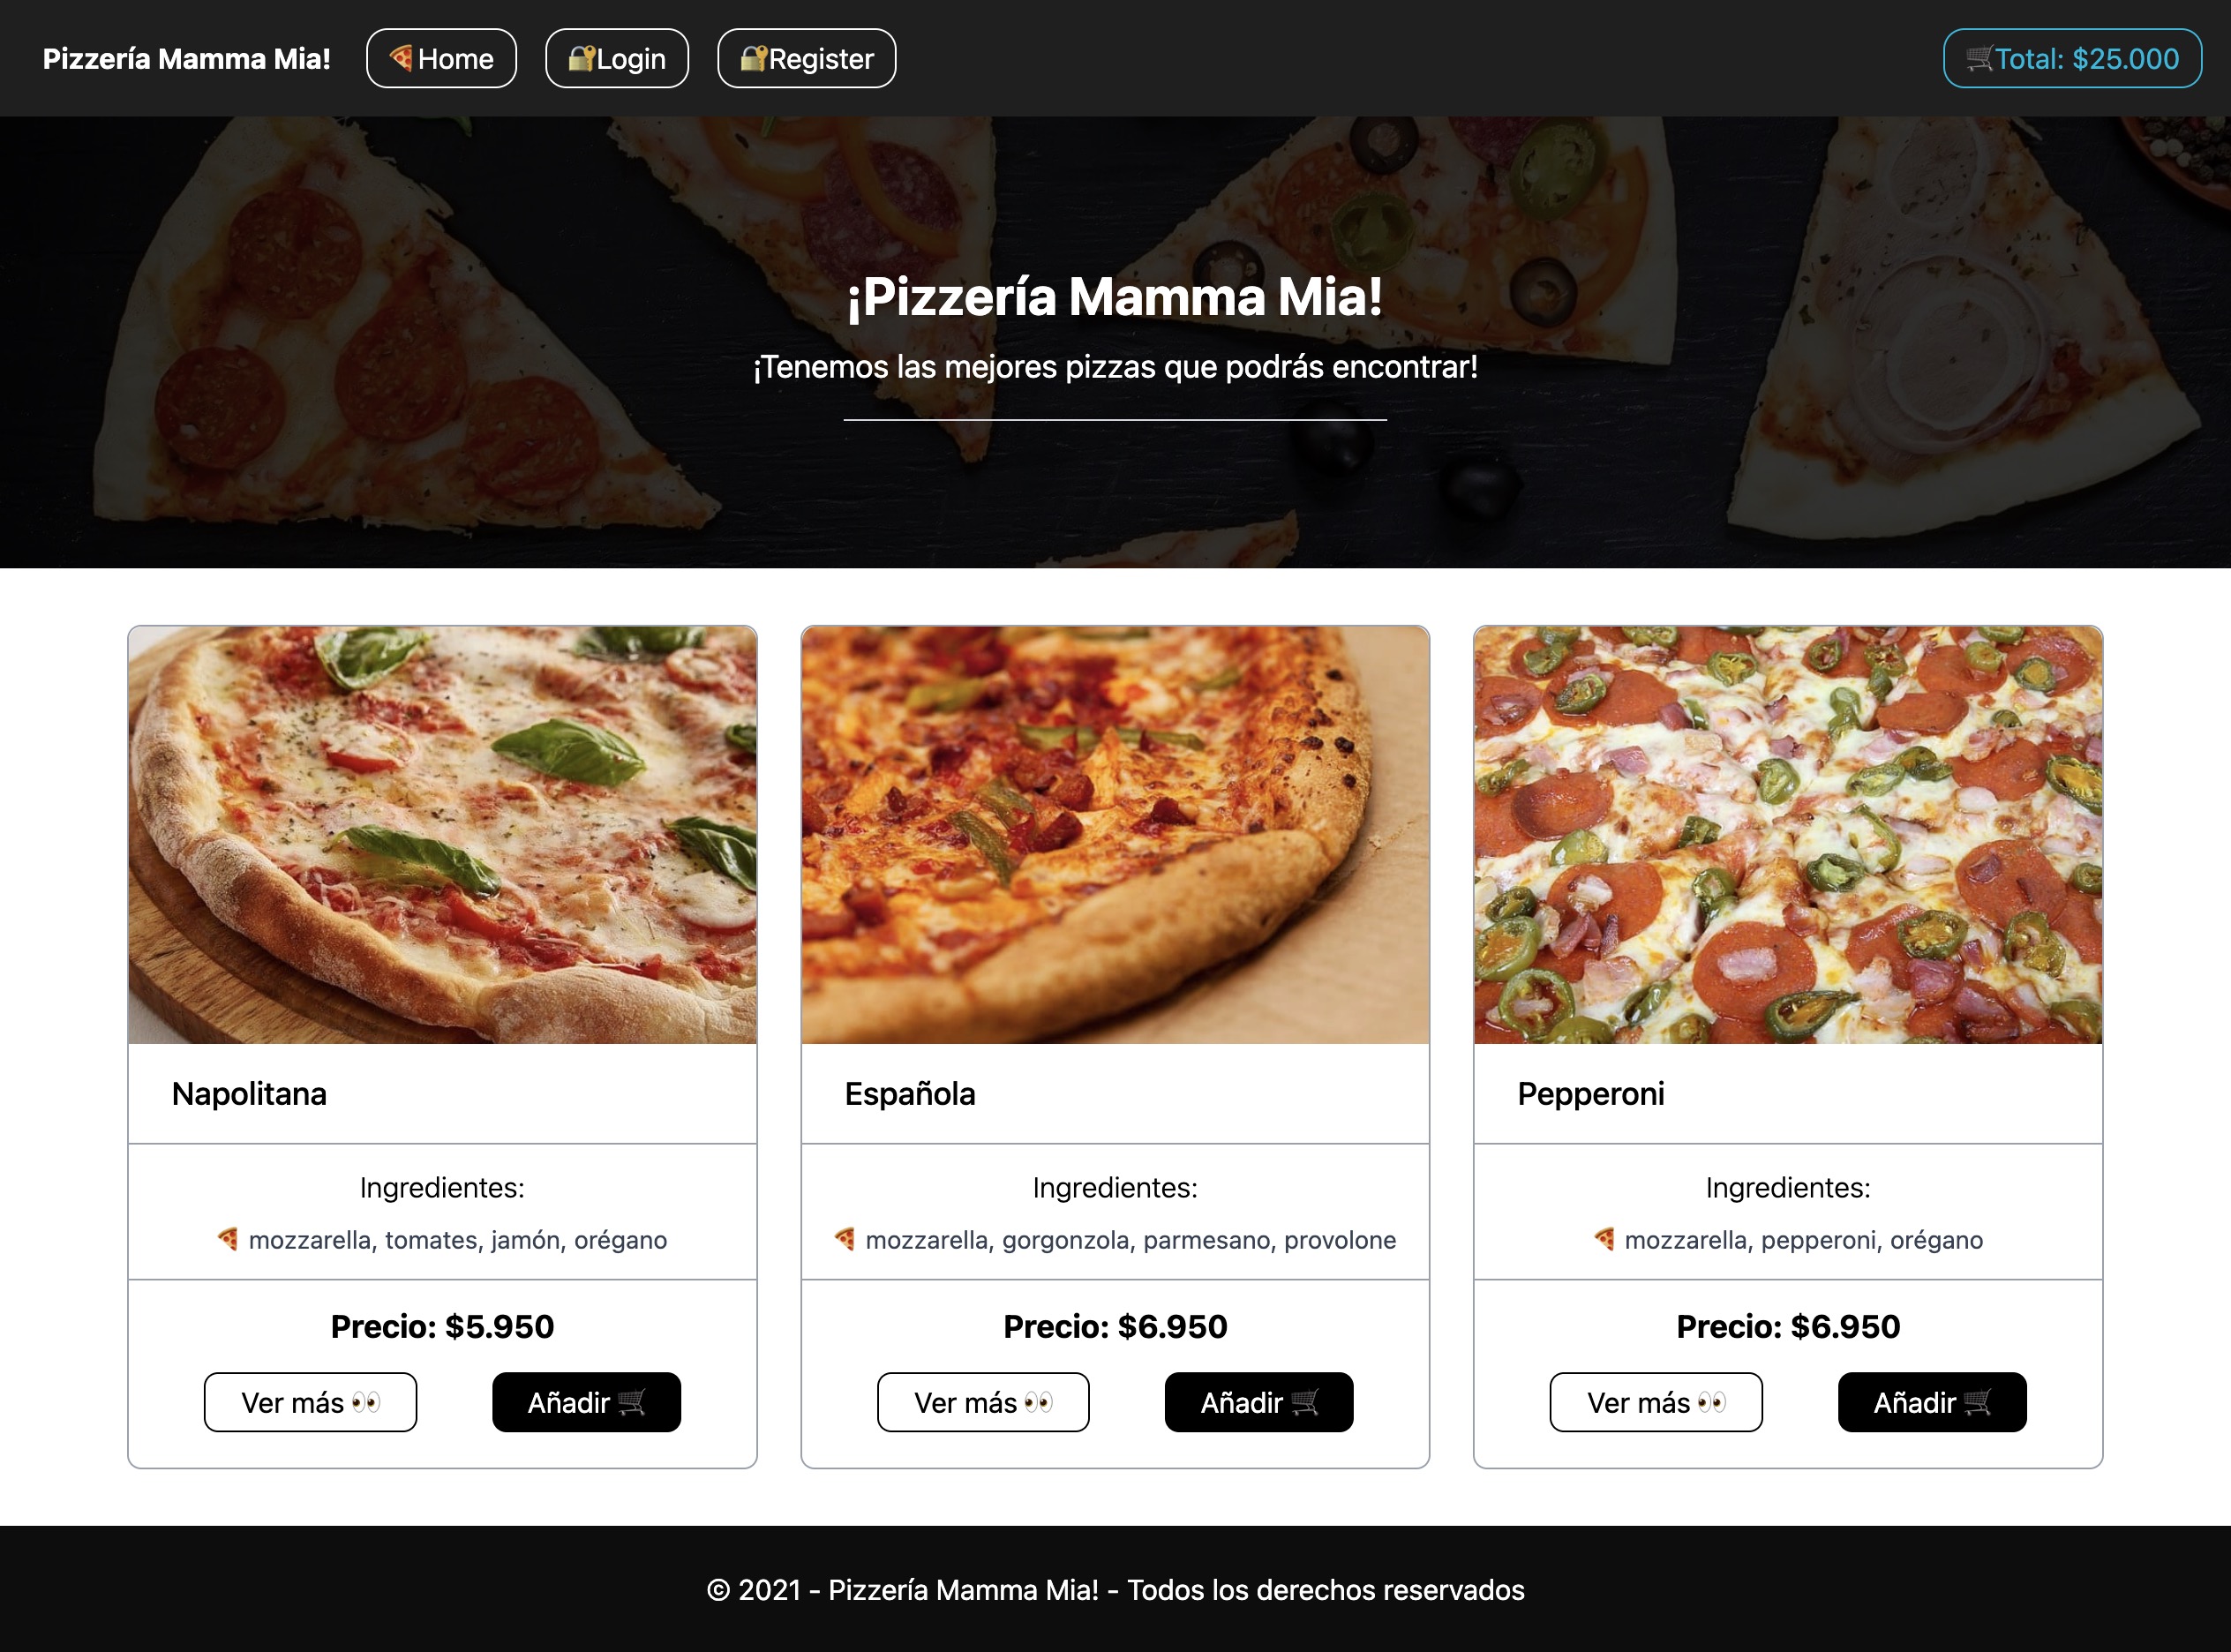 Pizzería Mamma Mia! 🍕Home 🔐Login 🔐Register 🛒Total: $25.000
¡Pizzería Mamma Mia!
¡Tenemos las mejores pizzas que podrás encontrar!
Napolitana
Ingredientes:
🍕 mozzarella, tomates, jamón, orégano
Precio: $5.950
Ver más 👀 Añadir 🛒
Española
Ingredientes:
🍕 mozzarella, gorgonzola, parmesano, provolone
Precio: $6.950
Ver más 👀 Añadir 🛒
Pepperoni
Ingredientes:
🍕 mozzarella, pepperoni, orégano
Precio: $6.950
Ver más 👀 Añadir 🛒
© 2021 - Pizzería Mamma Mia! - Todos los derechos reservados